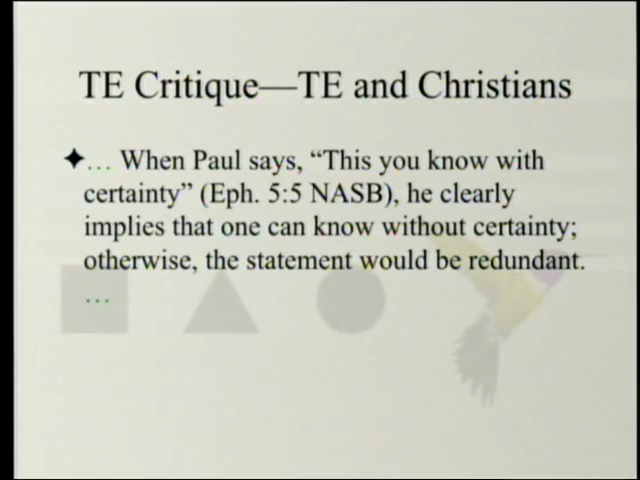 TE Critique—TE and Christians
✦… When Paul says, “This you know with
certainty” (Eph. 5:5 NASB), he clearly
implies that one can know without certainty;
otherwise, the statement would be redundant.
…